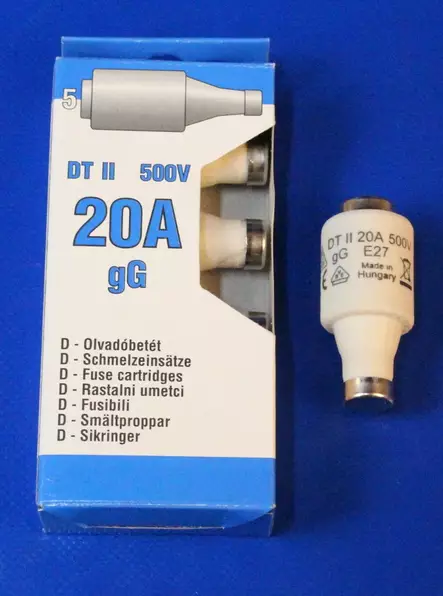 5
DT II 500V
20A
gG
D - Olvadóbetét
D - Schmelzeinsätze
D - Fuse cartridges
D - Rastalni umetci
D - Fusibili
D - Smältproppar
D - Sikringer
DT II 20A 500V
gG E27
Made in
Hungary
CE